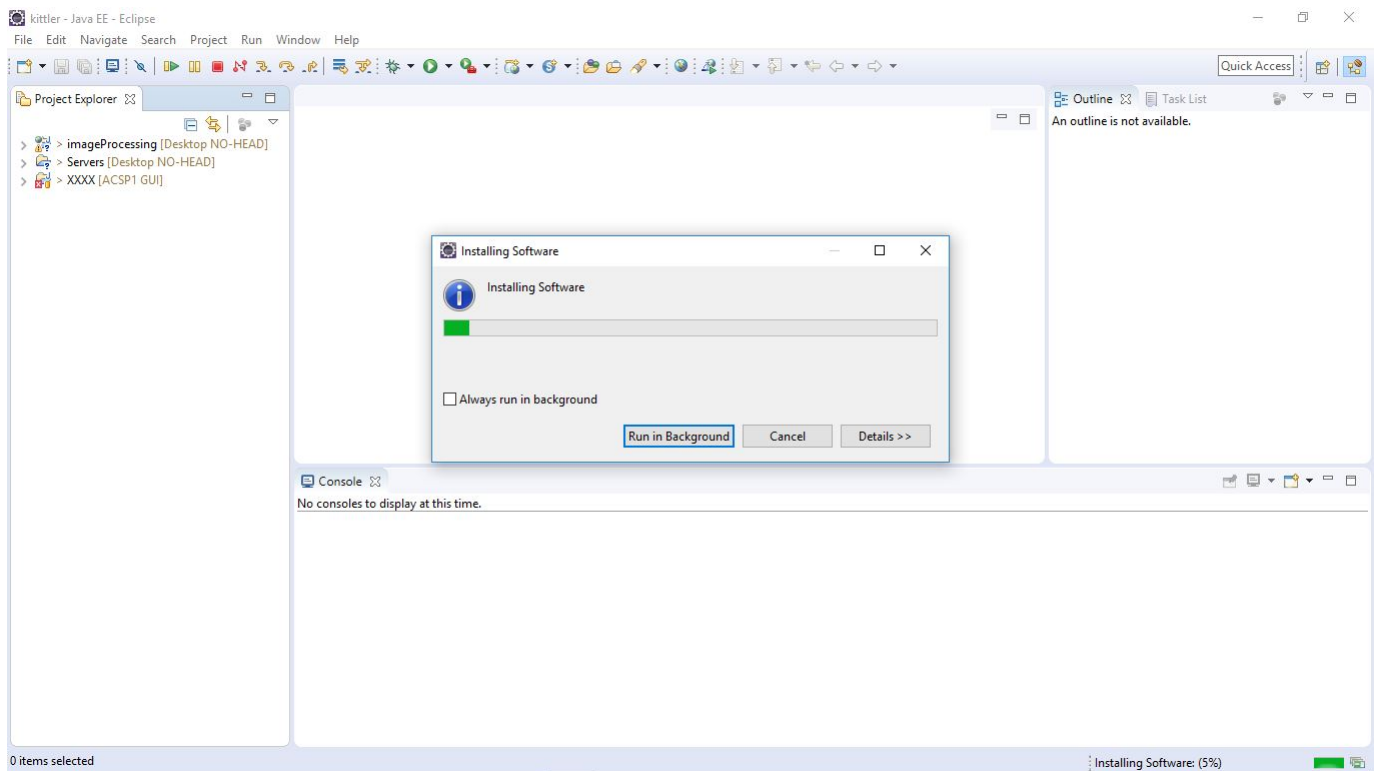 kittler - Java EE - Eclipse
File Edit Navigate Search Project Run Window Help
Quick Access
Project Explorer
> imageProcessing [Desktop NO-HEAD]
> Servers [Desktop NO-HEAD]
> XXXX [ACSP1 GUI]
Outline Task List
An outline is not available.
Installing Software
Installing Software
Always run in background
Run in Background Cancel Details >>
Console
No consoles to display at this time.
0 items selected
Installing Software: (5%)